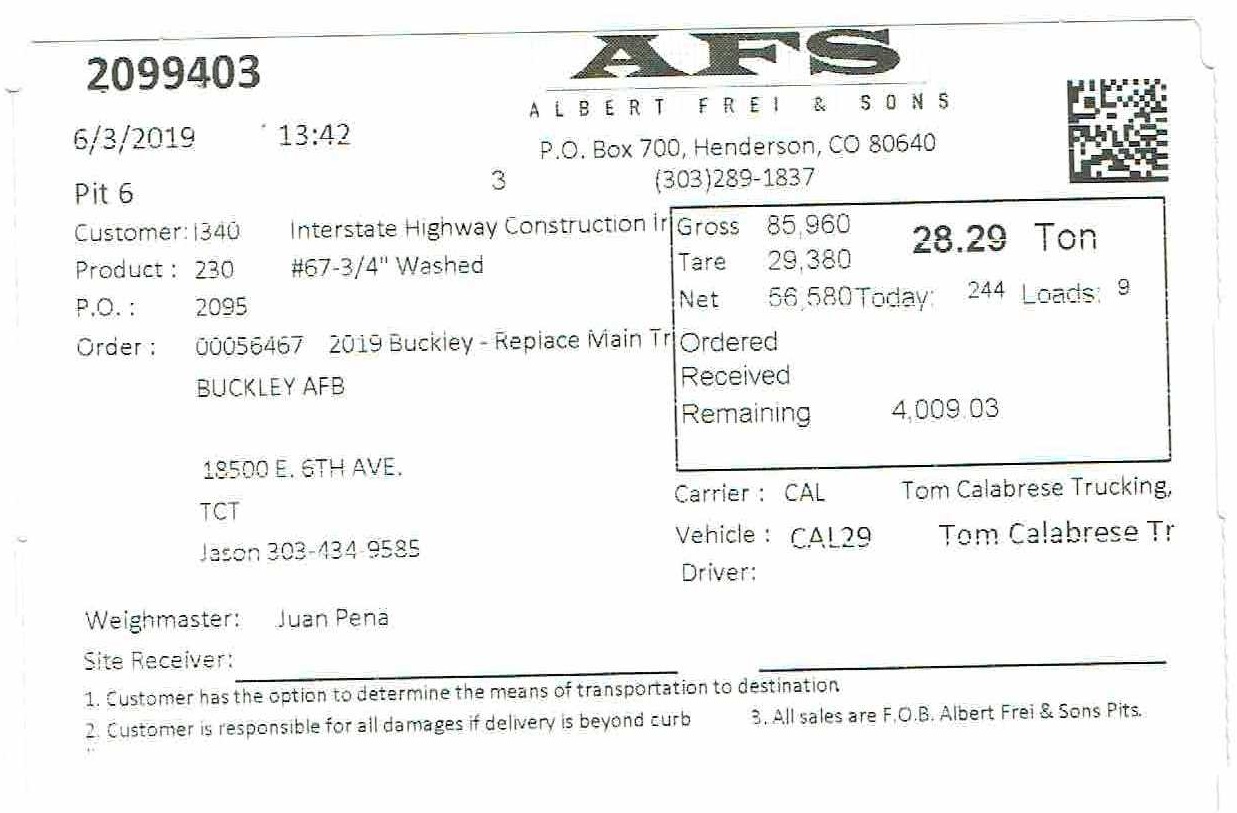 2099403
AFS
ALBERT FREI & SONS
6/3/2019 13:42
P.O. Box 700, Henderson, CO 80640
Pit 6 3 (303)289-1837
Customer: I340 Interstate Highway Construction Ir
Product : 230 #67-3/4" Washed
P.O. : 2095
Order : 00056467 2019 Buckley - Replace Main Tr
BUCKLEY AFB
18500 E. 6TH AVE.
TCT
Jason 303-434-9585
Gross 85,960 28.29 Ton
Tare 29,380
Net 56,580 Today: 244 Loads: 9
Ordered
Received
Remaining 4,009.03
Carrier : CAL Tom Calabrese Trucking,
Vehicle : CAL29 Tom Calabrese Tr
Driver:
Weighmaster: Juan Pena
Site Receiver:
1. Customer has the option to determine the means of transportation to destination
2. Customer is responsible for all damages if delivery is beyond curb 3. All sales are F.O.B. Albert Frei & Sons Pits.